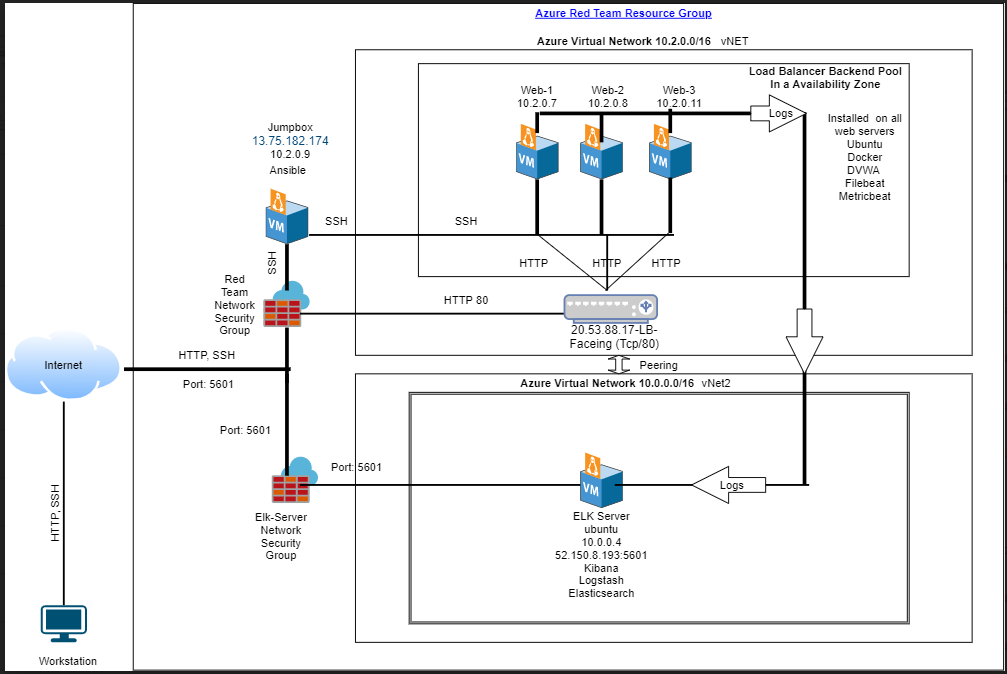 Azure Red Team Resource Group
Azure Virtual Network 10.2.0.0/16 vNET
Load Balancer Backend Pool
In a Availability Zone
Web-1
10.2.0.7
Web-2
10.2.0.8
Web-3
10.2.0.11
Logs
Installed on all
web servers
Ubuntu
Docker
DVWA
Filebeat
Metricbeat
Jumpbox
13.75.182.174
10.2.0.9
Ansible
VM
VM
VM
VM
SSH
SSH
SSH
HTTP
HTTP
HTTP
Red
Team
Network
Security
Group
HTTP 80
20.53.88.17-LB-
Faceing (Tcp/80)
Peering
Internet
HTTP, SSH
Port: 5601
Azure Virtual Network 10.0.0.0/16 vNet2
Port: 5601
Port: 5601
Elk-Server
Network
Security
Group
VM
Logs
ELK Server
ubuntu
10.0.0.4
52.150.8.193:5601
Kibana
Logstash
Elasticsearch
HTTP, SSH
Workstation